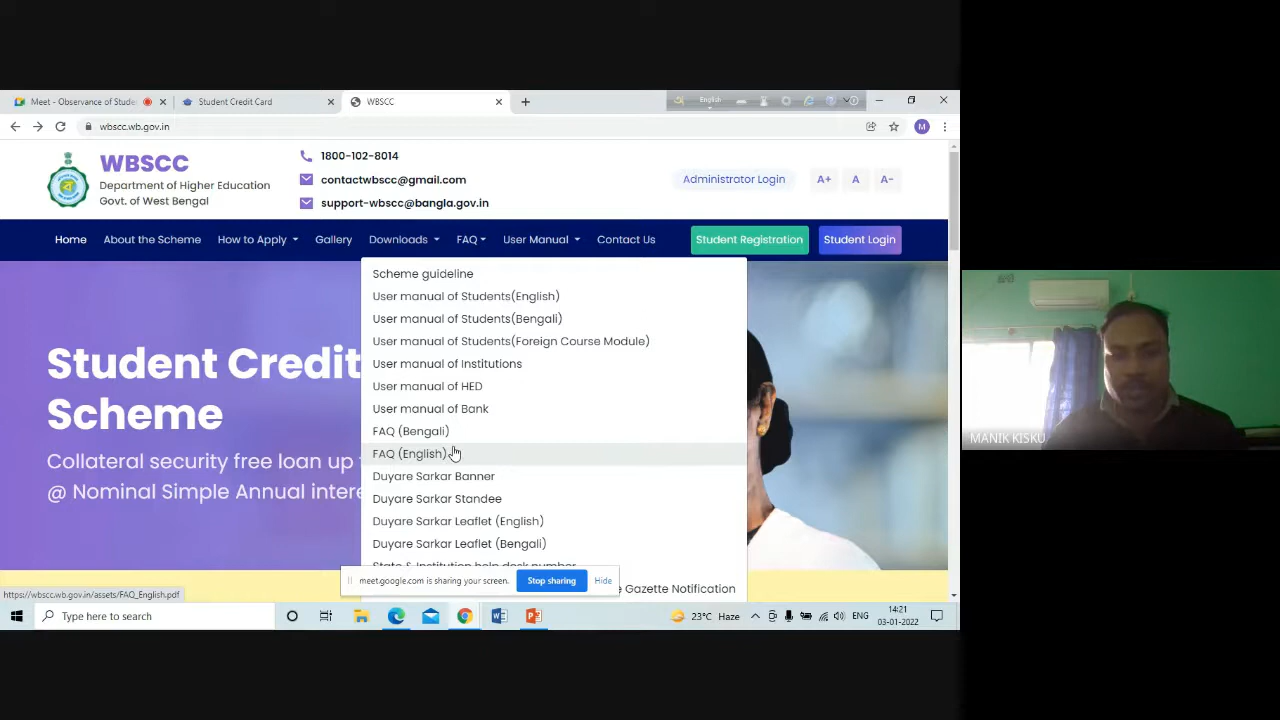 Meet - Observance of Stude
Student Credit Card
WBSCC
English
wbscc.wb.gov.in
M
WBSCC
Department of Higher Education
Govt. of West Bengal
1800-102-8014
contactwbscc@gmail.com
support-wbscc@bangla.gov.in
Administrator Login
A+
A
A-
Home
About the Scheme
How to Apply
Gallery
Downloads
FAQ
User Manual
Contact Us
Student Registration
Student Login
Scheme guideline
User manual of Students(English)
User manual of Students(Bengali)
User manual of Students(Foreign Course Module)
User manual of Institutions
User manual of HED
User manual of Bank
FAQ (Bengali)
FAQ (English)
Duyare Sarkar Banner
Duyare Sarkar Standee
Duyare Sarkar Leaflet (English)
Duyare Sarkar Leaflet (Bengali)
State & Institution help desk number
e Gazette Notification
Student Credit
Scheme
Collateral security free loan up
@ Nominal Simple Annual intere
meet.google.com is sharing your screen.
Stop sharing
Hide
https://wbscc.wb.gov.in/assets/FAQ_English.pdf
Type here to search
23°C Haze
ENG
14:21
03-01-2022
MANIK KISKU